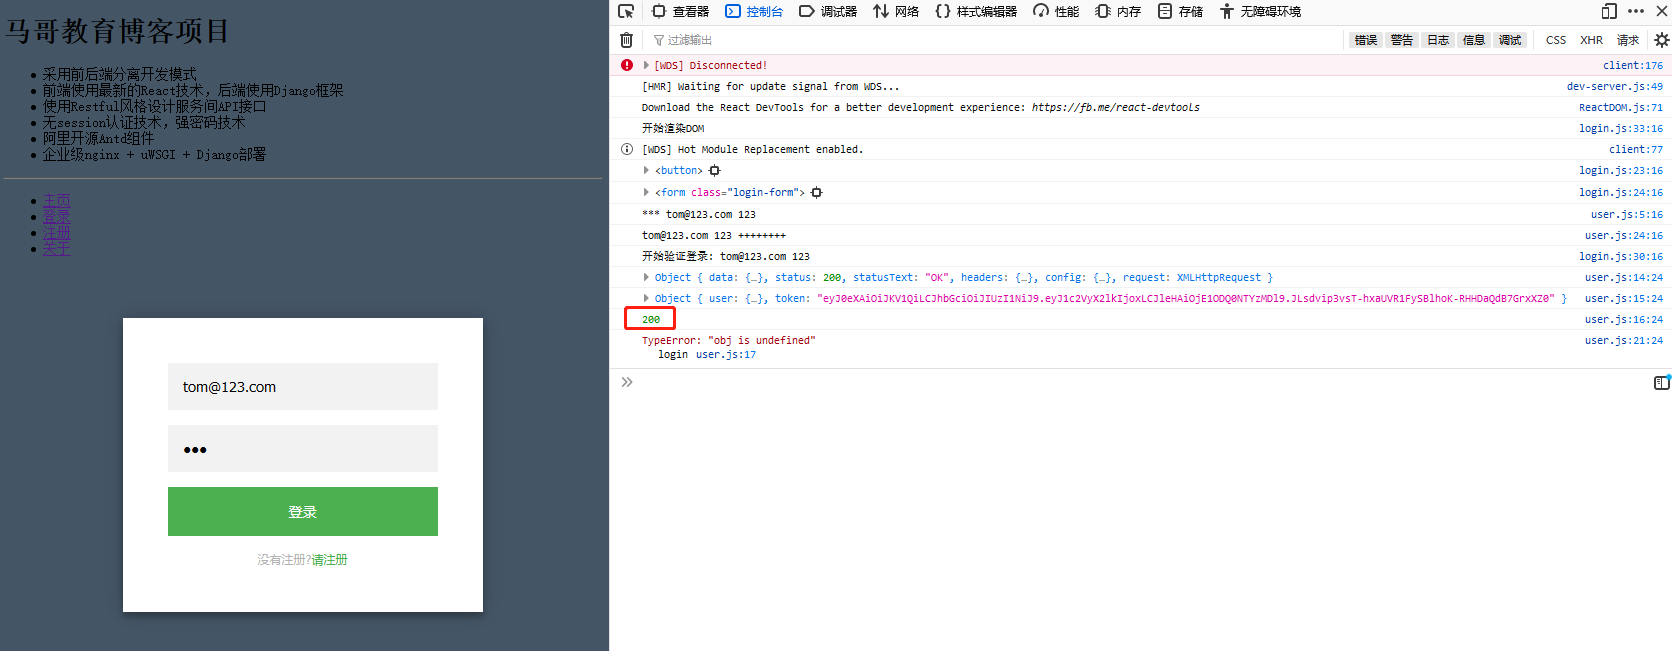 马哥教育博客项目
采用前后端分离开发模式
前端使用最新的React技术，后端使用Django框架
使用Restful风格设计服务间API接口
无session认证技术，强密码技术
阿里开源Antd组件
企业级nginx + uWSGI + Django部署
主页
登录
注册
关于
tom@123.com
●●●
登录
没有注册?请注册
查看器 控制台 调试器 网络 样式编辑器 性能 内存 存储 无障碍环境
过滤输出 错误 警告 日志 信息 调试 CSS XHR 请求
[WDS] Disconnected! client:176
[HMR] Waiting for update signal from WDS... dev-server.js:49
Download the React DevTools for a better development experience: https://fb.me/react-devtools ReactDOM.js:71
开始渲染DOM login.js:33:16
[WDS] Hot Module Replacement enabled. client:77
<button> login.js:23:16
<form class="login-form"> login.js:24:16
*** tom@123.com 123 user.js:5:16
tom@123.com 123 ++++++++ user.js:24:16
开始验证登录: tom@123.com 123 login.js:30:16
Object { data: {…}, status: 200, statusText: "OK", headers: {…}, config: {…}, request: XMLHttpRequest } user.js:14:24
Object { user: {…}, token: "eyJ0eXAiOiJKV1QiLCJhbGciOiJIUzI1NiJ9.eyJ1c2VyX2lkIjoxLCJleHAiOjE1ODQ0NTYzMDl9.JLsdvip3vsT-hxaUVR1FySBlhoK-RHHDaQdB7GrxXZ0" } user.js:15:24
200 user.js:16:24
TypeError: "obj is undefined" user.js:21:24
login user.js:17